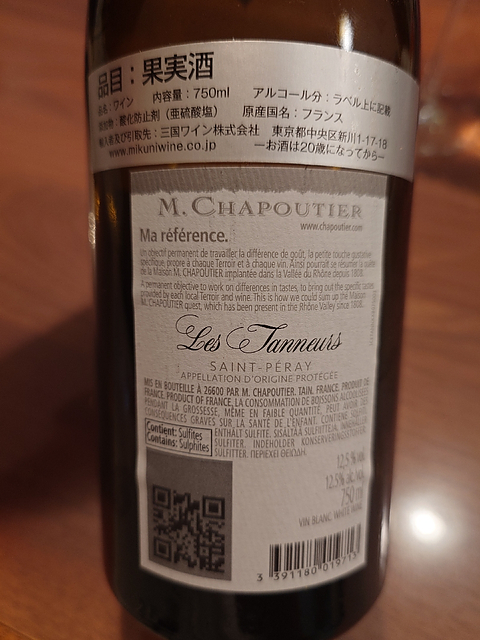 品目：果実酒
品名：ワイン　内容量：750ml　アルコール分：ラベル上に記載
添加物：酸化防止剤（亜硫酸塩）　原産国名：フランス
輸入者及び引取先：三国ワイン株式会社　東京都中央区新川1-17-18
www.mikuniwine.co.jp　ーお酒は20歳になってからー
M. CHAPOUTIER
www.chapoutier.com
Ma référence.
Un objectif permanent de travailler la différence de goût, la petite touche gustative
spécifique, propre à chaque Terroir et à chaque vin. Ainsi pourrait se résumer la quête
de la Maison M. CHAPOUTIER implantée dans la Vallée du Rhône depuis 1808.
A permanent objective to work on differences in tastes, to bring out the specific tastes
provided by each local Terroir and wine. This is how we could sum up the Maison
M. CHAPOUTIER quest, which has been present in the Rhône Valley since 1808.
Les Tanneurs
SAINT-PÉRAY
APPELLATION D'ORIGINE PROTÉGÉE
MIS EN BOUTEILLE À 26600 PAR M. CHAPOUTIER. TAIN. FRANCE. PRODUIT DE
FRANCE. PRODUCT OF FRANCE. LA CONSOMMATION DE BOISSONS ALCOOLISÉES
PENDANT LA GROSSESSE, MÊME EN FAIBLE QUANTITÉ, PEUT AVOIR DES
CONSÉQUENCES GRAVES SUR LA SANTÉ DE L'ENFANT. CONTIENE
Contient: Sulfites
Contains: Sulphites
ENTHÄLT SULFITE. SISÄLTÄÄ SULFIITTEJA. INNEHÅLLER
SULFITER. INDEHOLDER KONSERVERINGSSTOFFER
SULFITTER. ΠΕΡΙΕΧΕΙ ΘΕΙΩΔΗ.
12,5 % vol.
12.5% alc./vol.
750 ml
VIN BLANC. WHITE WINE
3 391180 019713